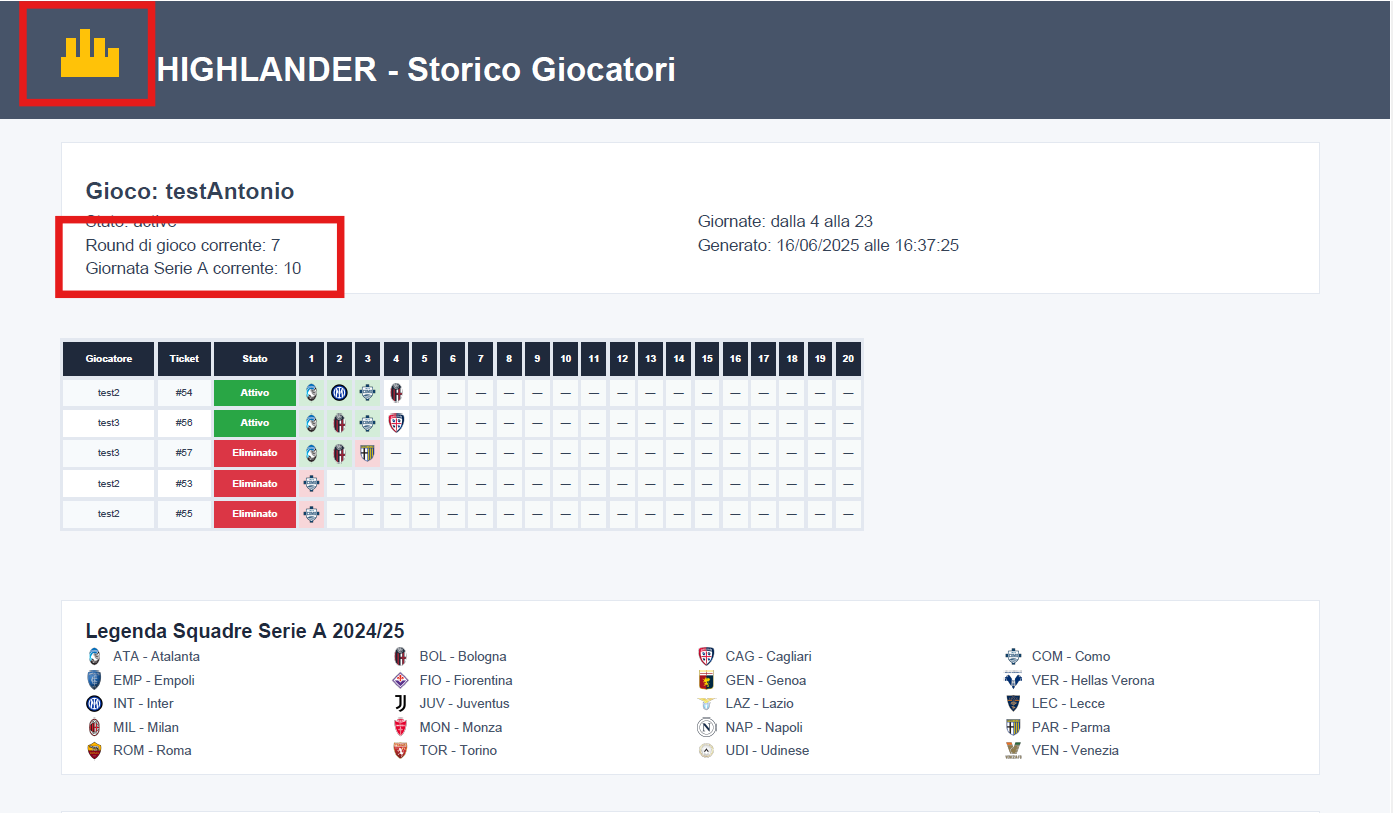 HIGHLANDER - Storico Giocatori
Gioco: testAntonio
Stato: active
Giornate: dalla 4 alla 23
Round di gioco corrente: 7
Generato: 16/06/2025 alle 16:37:25
Giornata Serie A corrente: 10
Giocatore Ticket Stato 1 2 3 4 5 6 7 8 9 10 11 12 13 14 15 16 17 18 19 20
test2 #54 Attivo — — — — — — — — — — — — — — — —
test3 #56 Attivo — — — — — — — — — — — — — — — —
test3 #57 Eliminato — — — — — — — — — — — — — — — — —
test2 #53 Eliminato — — — — — — — — — — — — — — — — — — —
test2 #55 Eliminato — — — — — — — — — — — — — — — — — — —
Legenda Squadre Serie A 2024/25
ATA - Atalanta BOL - Bologna CAG - Cagliari COM - Como
EMP - Empoli FIO - Fiorentina GEN - Genoa VER - Hellas Verona
INT - Inter JUV - Juventus LAZ - Lazio LEC - Lecce
MIL - Milan MON - Monza NAP - Napoli PAR - Parma
ROM - Roma TOR - Torino UDI - Udinese VEN - Venezia